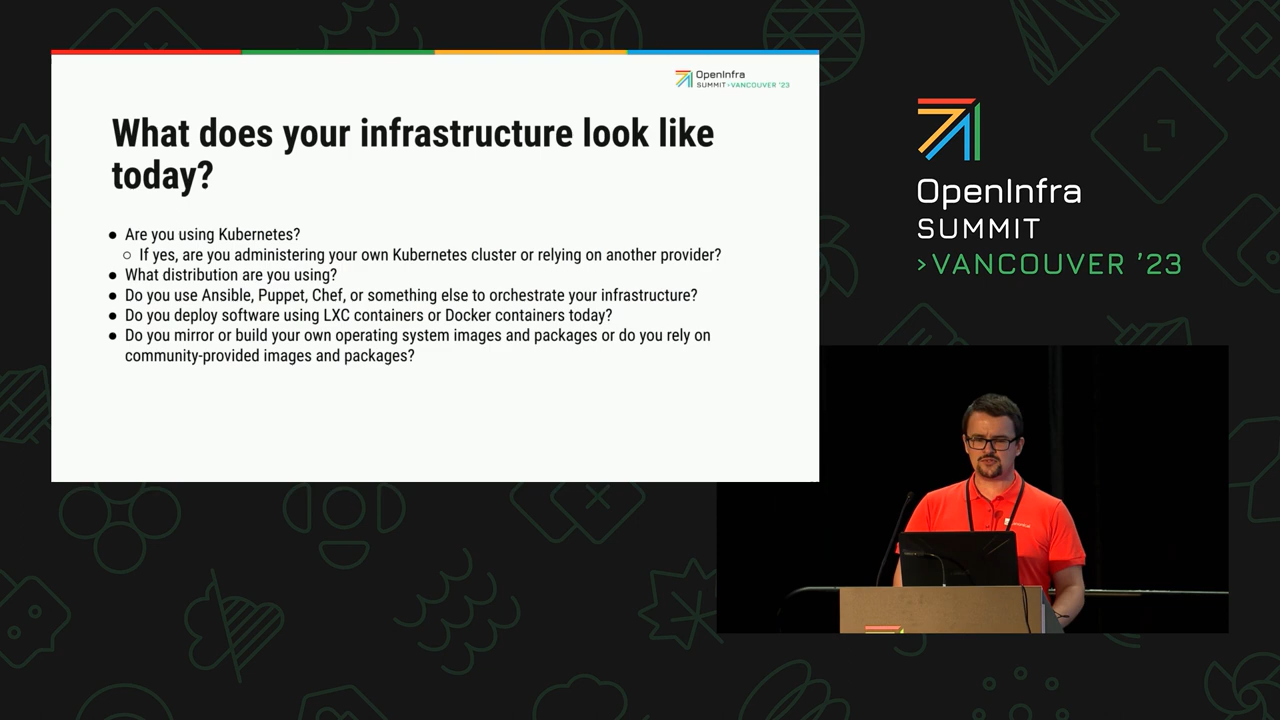 OpenInfra
SUMMIT >VANCOUVER '23
What does your infrastructure look like
today?
● Are you using Kubernetes?
○ If yes, are you administering your own Kubernetes cluster or relying on another provider?
● What distribution are you using?
● Do you use Ansible, Puppet, Chef, or something else to orchestrate your infrastructure?
● Do you deploy software using LXC containers or Docker containers today?
● Do you mirror or build your own operating system images and packages or do you rely on
community-provided images and packages?
OpenInfra
SUMMIT
>VANCOUVER '23